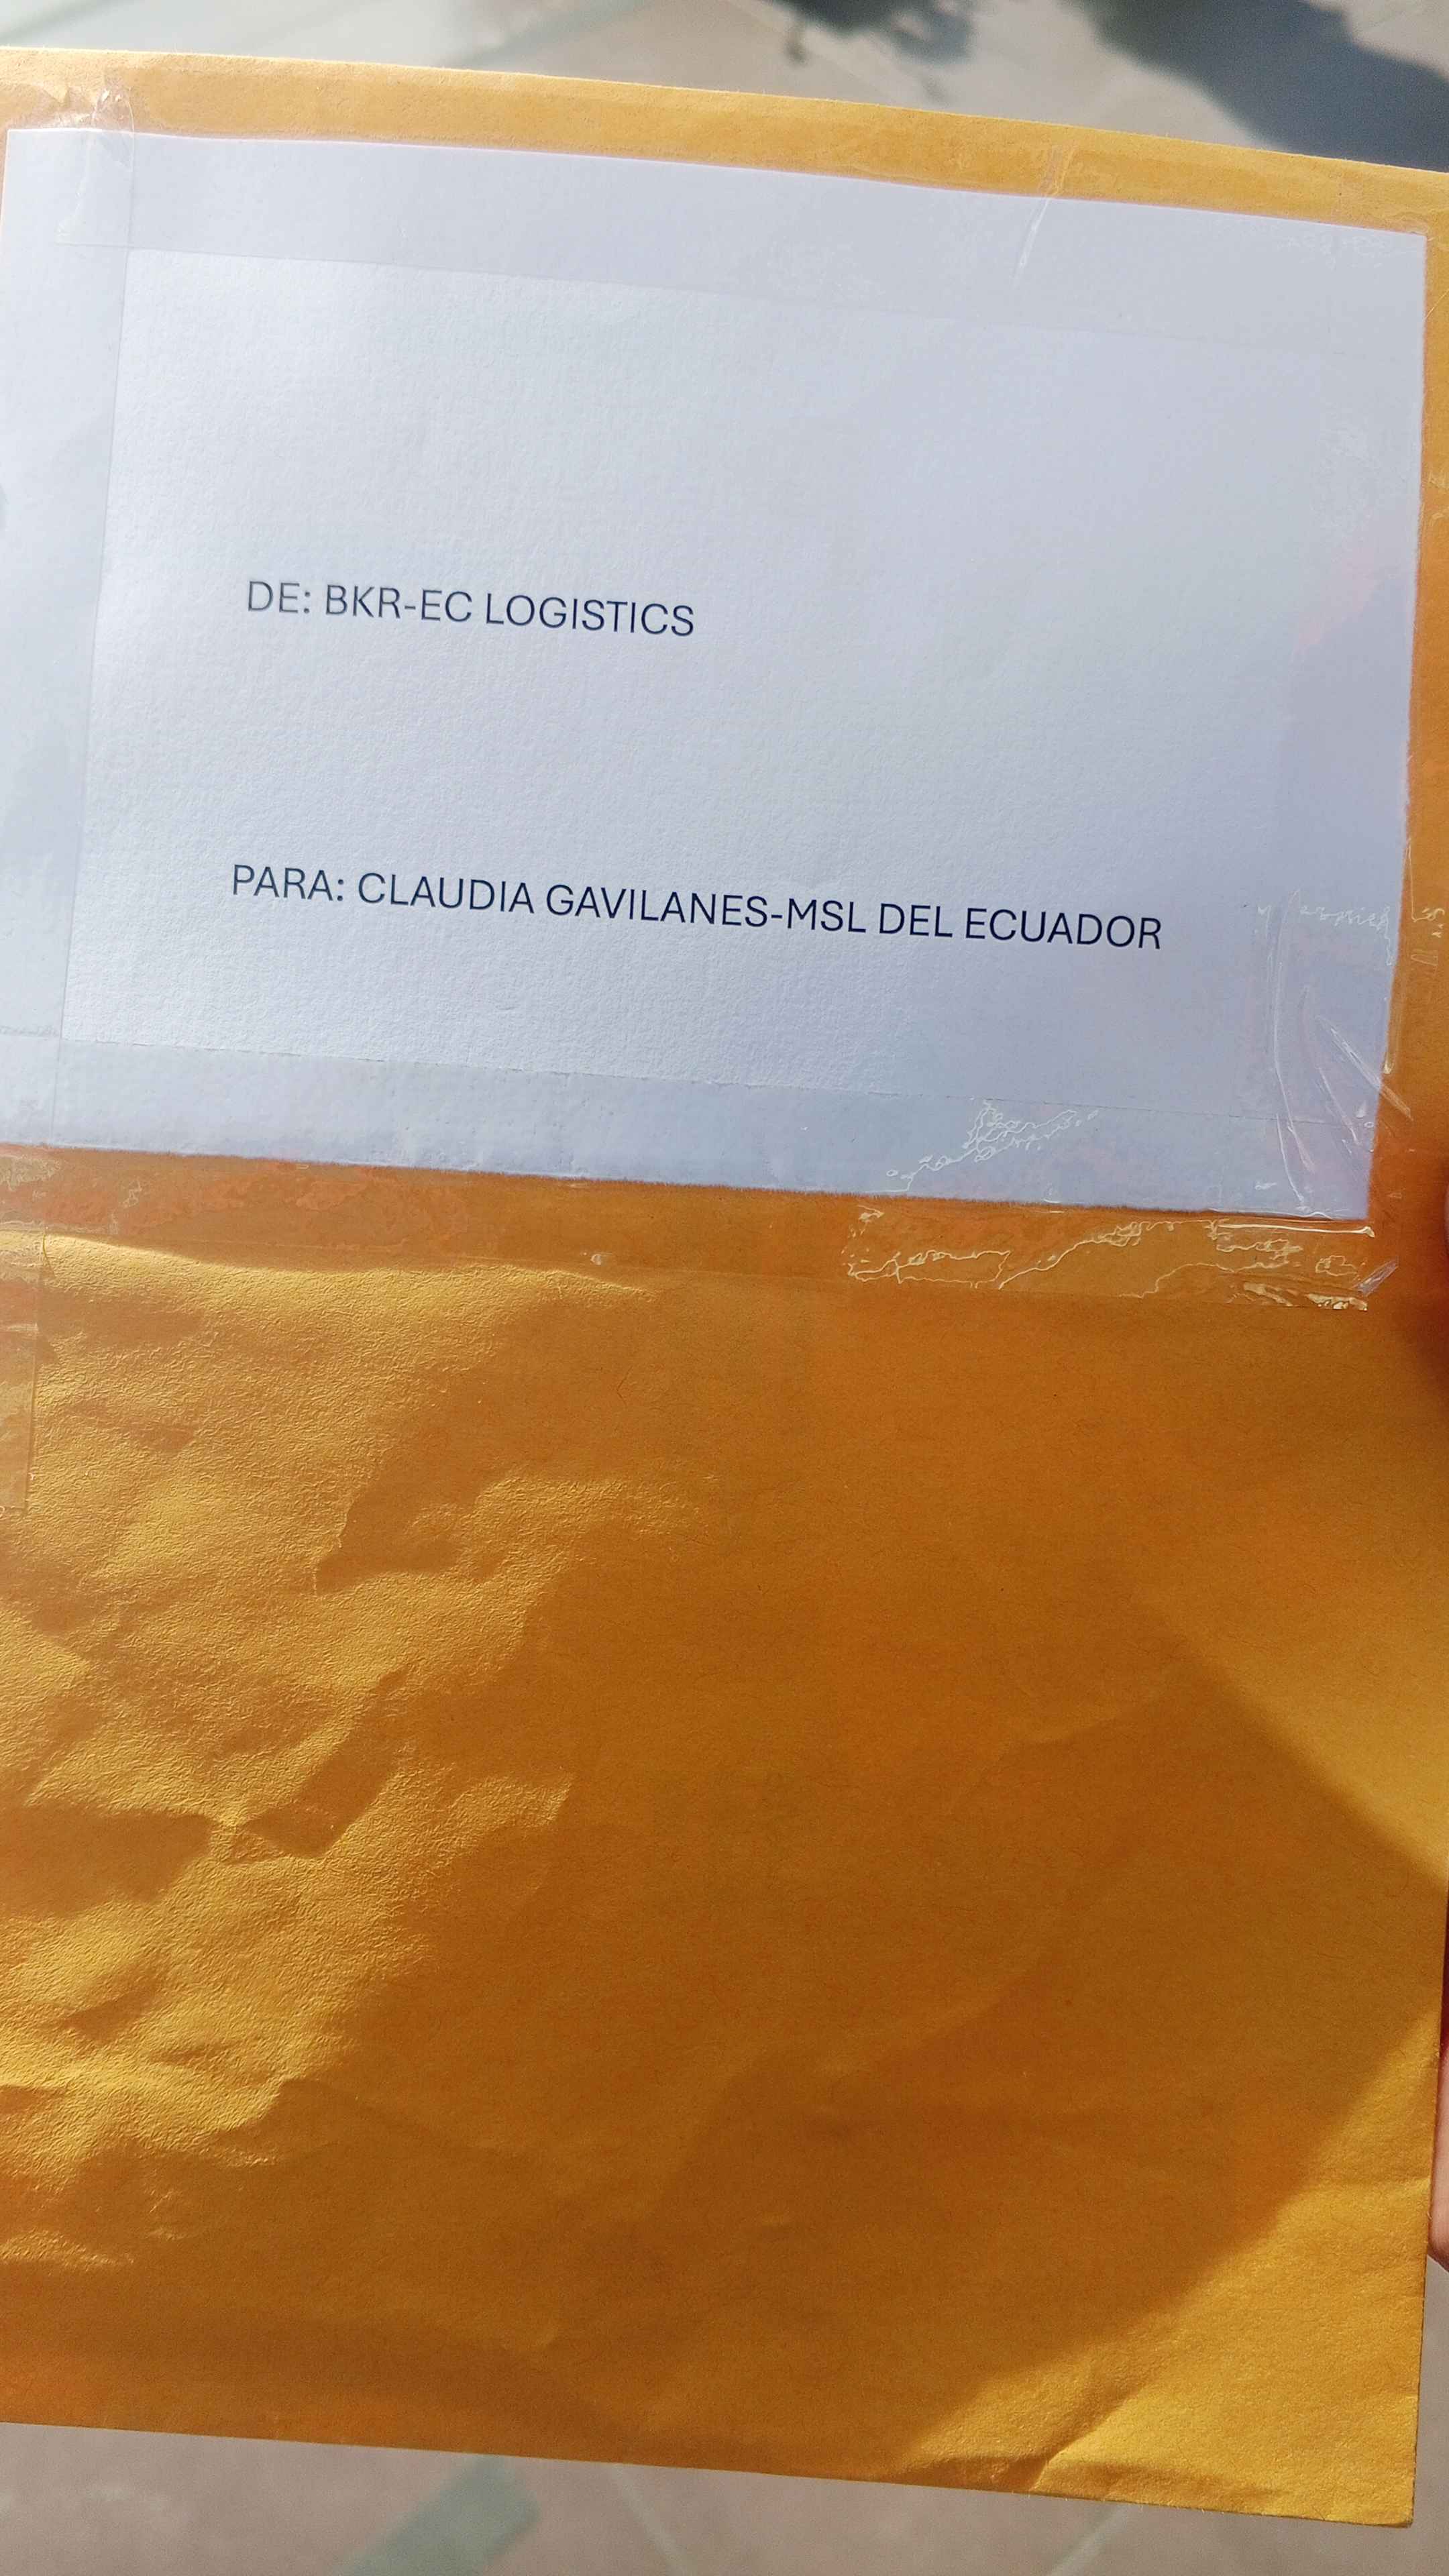 DE: BKR-EC LOGISTICS
PARA: CLAUDIA GAVILANES-MSL DEL ECUADOR